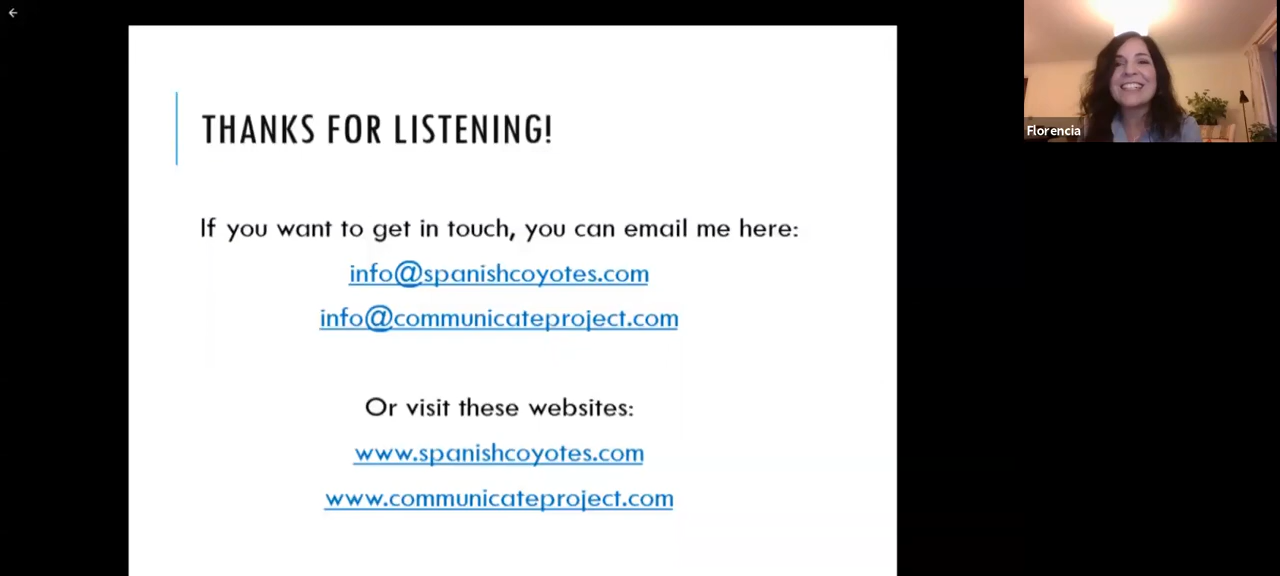 THANKS FOR LISTENING!
Florencia
If you want to get in touch, you can email me here:
info@spanishcoyotes.com
info@communicateproject.com
Or visit these websites:
www.spanishcoyotes.com
www.communicateproject.com